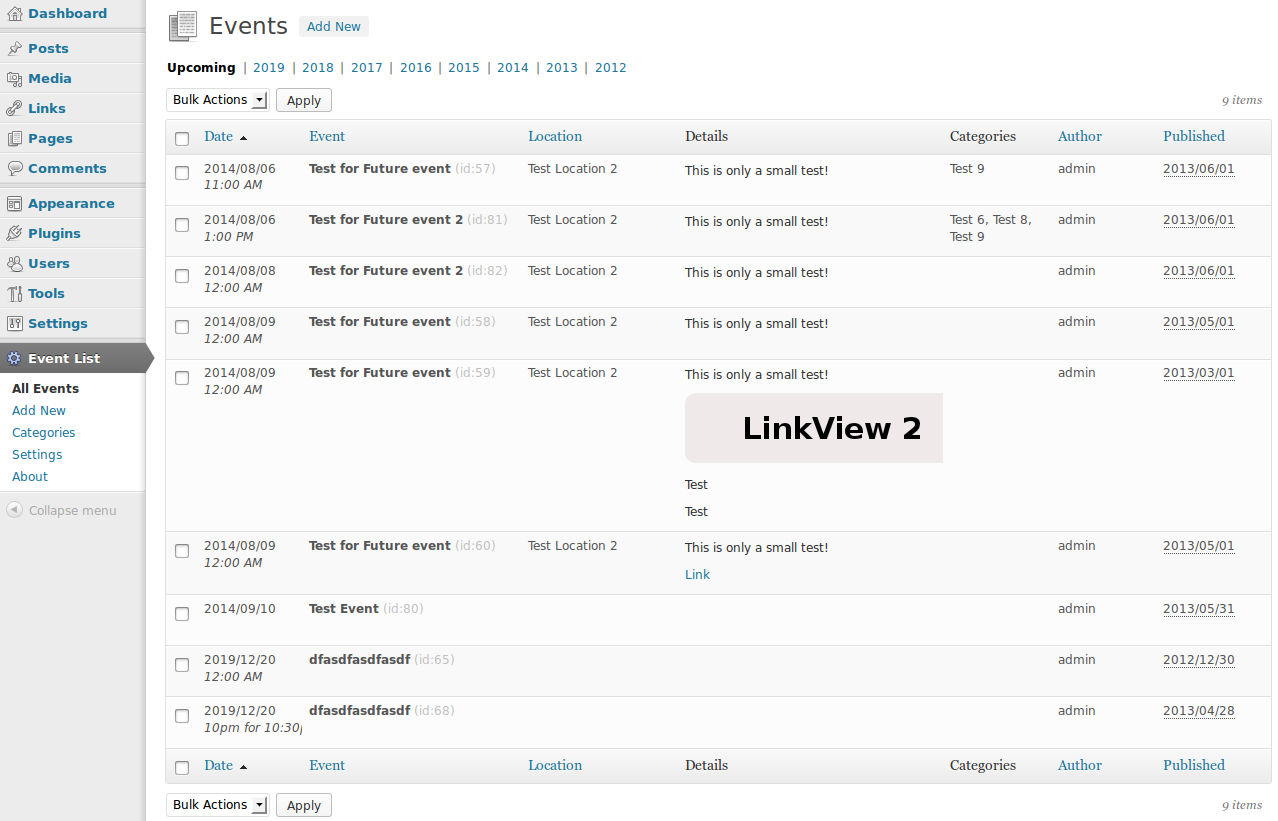 Dashboard
Posts
Media
Links
Pages
Comments
Appearance
Plugins
Users
Tools
Settings
Event List
All Events
Add New
Categories
Settings
About
Collapse menu
Events Add New
Upcoming | 2019 | 2018 | 2017 | 2016 | 2015 | 2014 | 2013 | 2012
Bulk Actions Apply 9 items
Date Event Location Details Categories Author Published
2014/08/06 Test for Future event (id:57) Test Location 2 This is only a small test! Test 9 admin 2013/06/01
11:00 AM
2014/08/06 Test for Future event 2 (id:81) Test Location 2 This is only a small test! Test 6, Test 8, admin 2013/06/01
1:00 PM Test 9
2014/08/08 Test for Future event 2 (id:82) Test Location 2 This is only a small test! admin 2013/06/01
12:00 AM
2014/08/09 Test for Future event (id:58) Test Location 2 This is only a small test! admin 2013/05/01
12:00 AM
2014/08/09 Test for Future event (id:59) Test Location 2 This is only a small test! admin 2013/03/01
12:00 AM
LinkView 2
Test
Test
2014/08/09 Test for Future event (id:60) Test Location 2 This is only a small test! admin 2013/05/01
12:00 AM
Link
2014/09/10 Test Event (id:80) admin 2013/05/31
2019/12/20 dfasdfasdfasdf (id:65) admin 2012/12/30
12:00 AM
2019/12/20 dfasdfasdfasdf (id:68) admin 2013/04/28
10pm for 10:30
Date Event Location Details Categories Author Published
Bulk Actions Apply 9 items